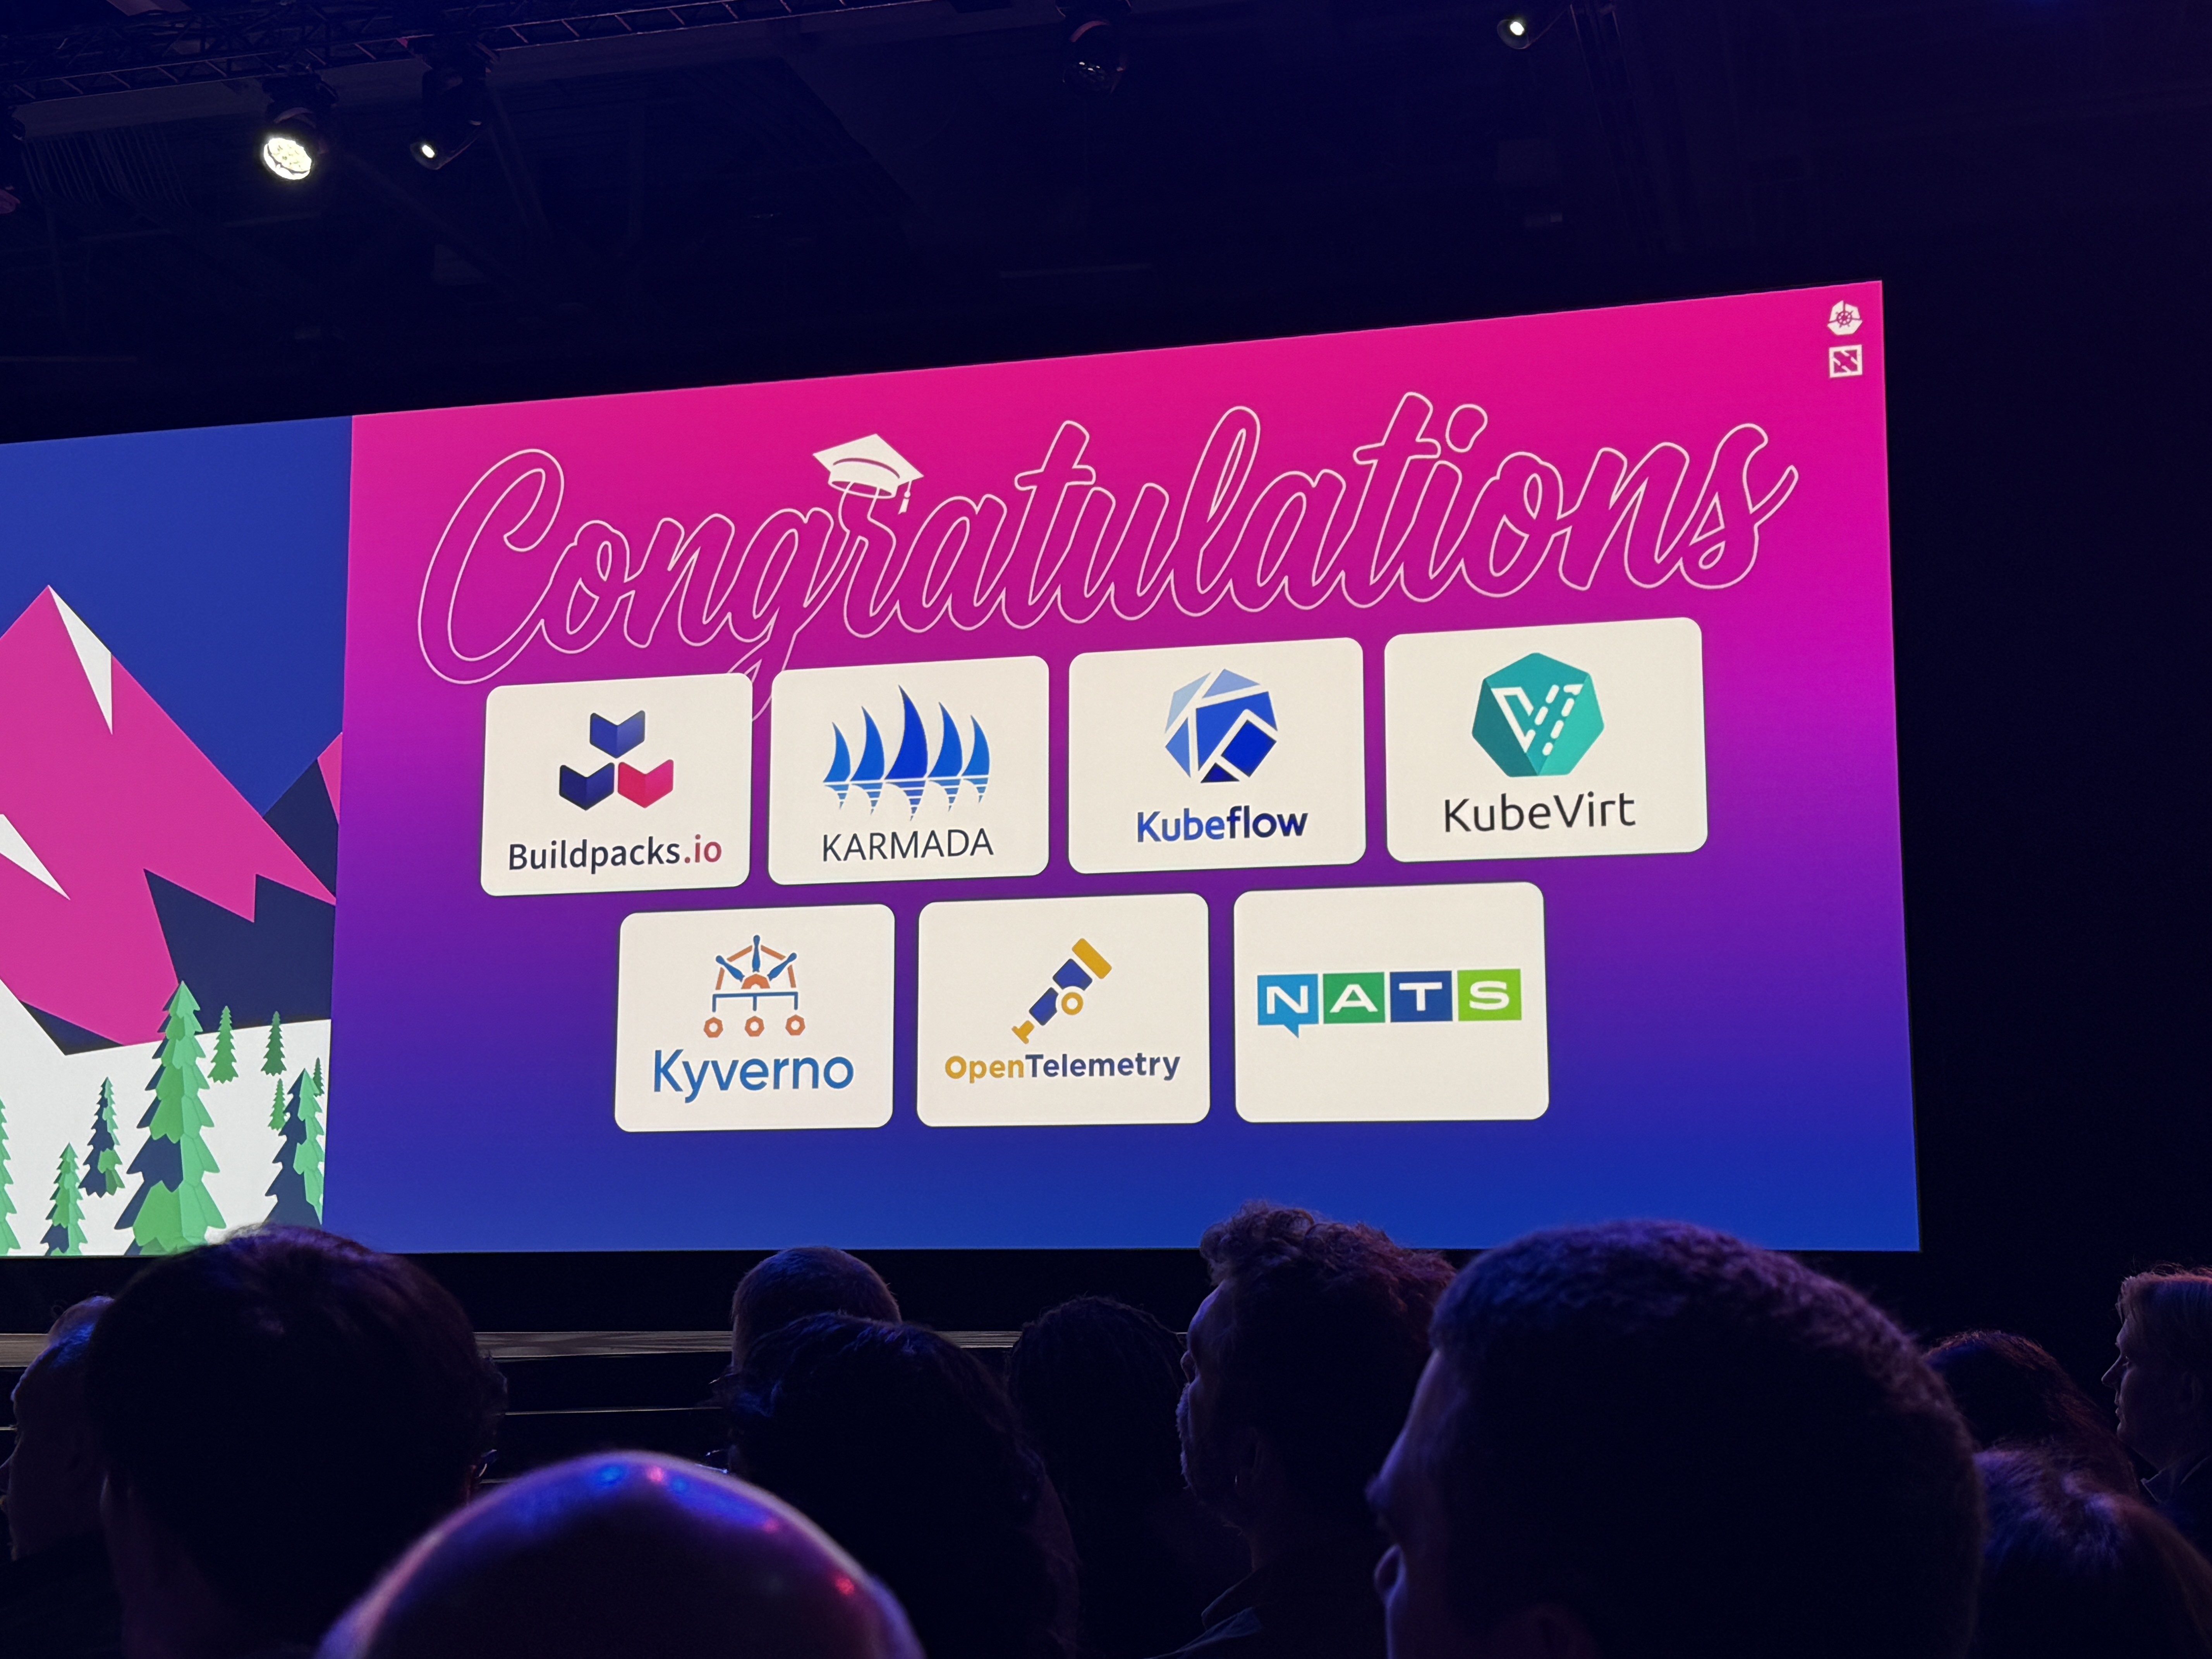 Congratulations
Buildpacks.io
KARMADA
Kubeflow
KubeVirt
Kyverno
OpenTelemetry
NATS